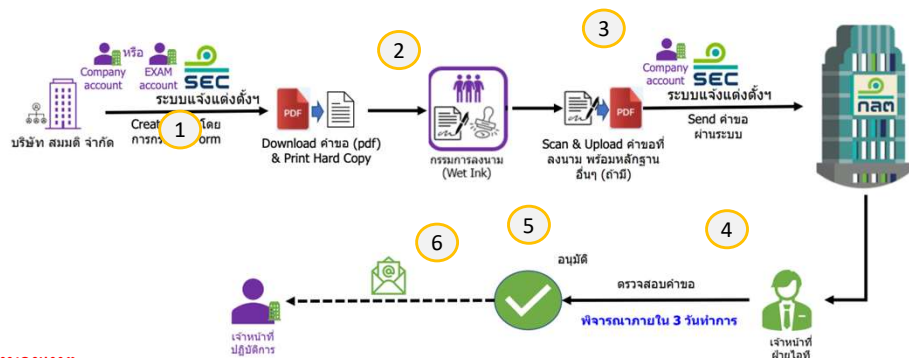 1
2
3
4
5
6
หรือ
Company
account
EXAM
account
SEC
ระบบแจ้งแต่งตั้งฯ
โดย
Form
บริษัท สมมติ จำกัด
PDF
Download คำขอ (pdf)
& Print Hard Copy
กรรมการลงนาม
(Wet Ink)
PDF
Scan & Upload คำขอที่
ลงนาม พร้อมหลักฐาน
อื่นๆ (ถ้ามี)
Company
account
SEC
ระบบแจ้งแต่งตั้งฯ
Send คำขอ
ผ่านระบบ
กลต
เจ้าหน้าที่
ฝ่ายไอที
ตรวจสอบคำขอ
พิจารณาภายใน 3 วันทำการ
อนุมัติ
@
เจ้าหน้าที่
ปฏิบัติการ